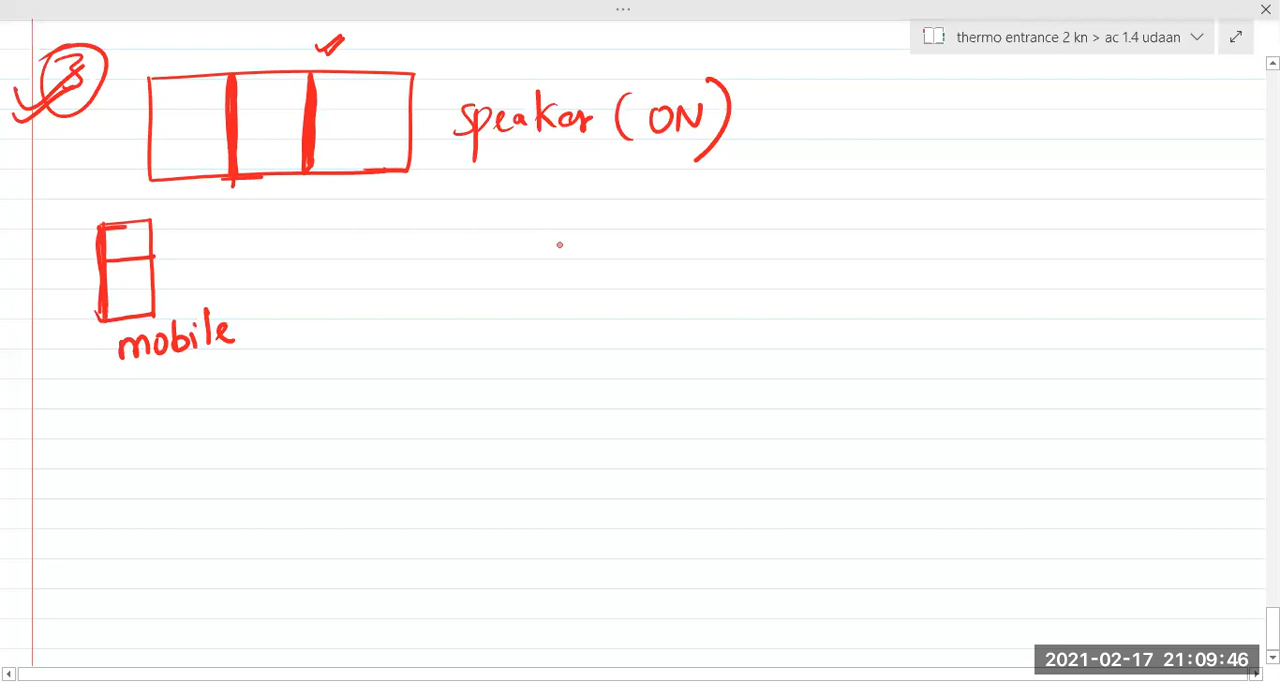 thermo entrance 2 kn > ac 1.4 udaan
3
speaker (ON)
mobile
2021-02-17 21:09:46